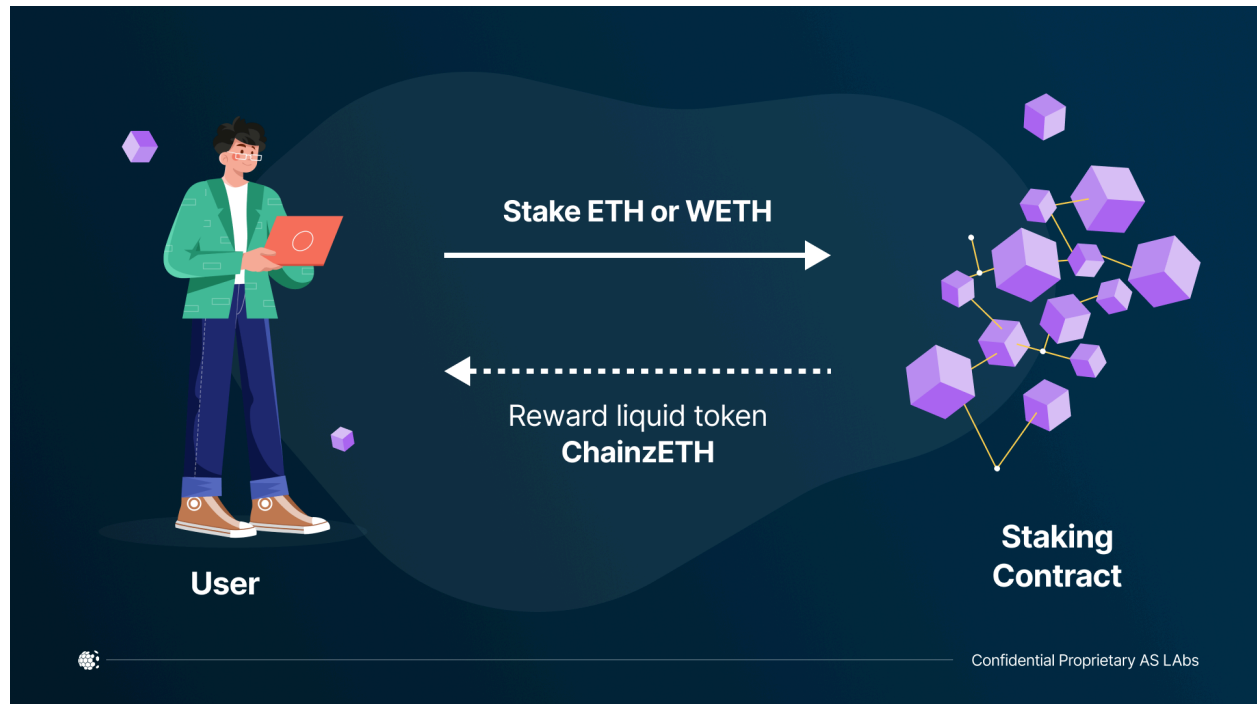 Stake ETH or WETH
Reward liquid token
ChainzETH
User
Staking
Contract
Confidential Proprietary AS LAbs